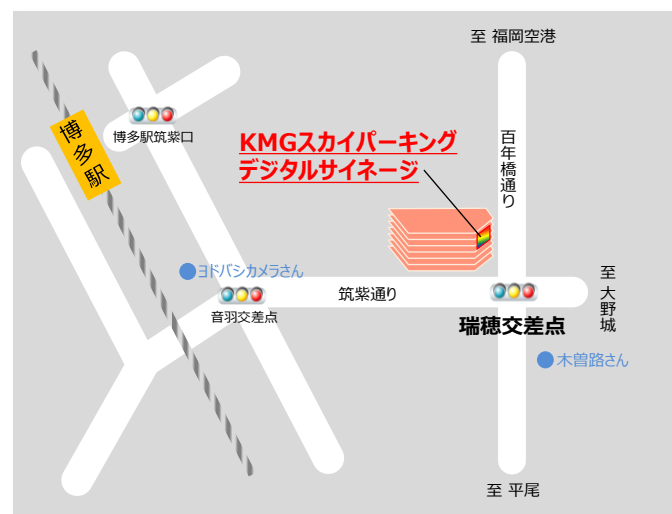 至 福岡空港
博多駅
博多駅筑紫口
KMGスカイパーキング
デジタルサイネージ
百年橋通り
ヨドバシカメラさん
筑紫通り
至 大野城
音羽交差点
瑞穂交差点
木曽路さん
至 平尾